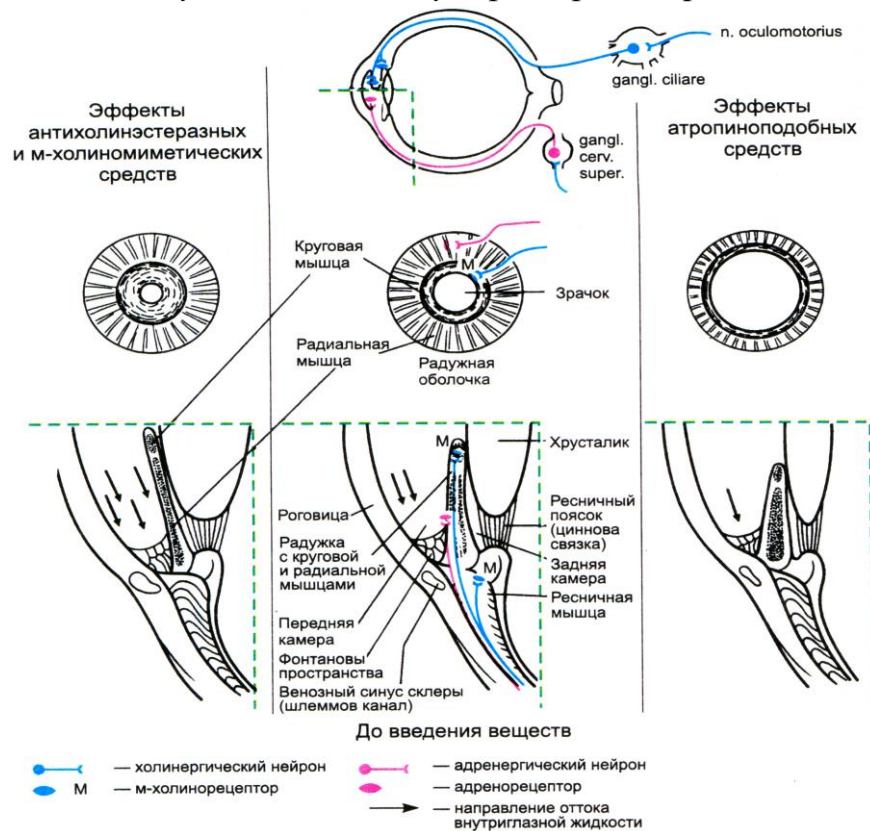 n. oculomotorius
gangl. ciliare
Эффекты
антихолинэстеразных
и м-холиномиметических
средств
Эффекты
атропиноподобных
средств
gangl.
cerv.
super.
Круговая
мышца
М
Зрачок
Радиальная
мышца
Радужная
оболочка
М
Хрусталик
Роговица
Ресничный
поясок
(циннова
связка)
Радужка
с круговой
и радиальной
мышцами
Задняя
камера
М
Ресничная
мышца
Передняя
камера
Фонтановы
пространства
Венозный синус склеры
(шлеммов канал)
До введения веществ
— холинергический нейрон
М — м-холинорецептор
— адренергический нейрон
— адренорецептор
— направление оттока
внутриглазной жидкости